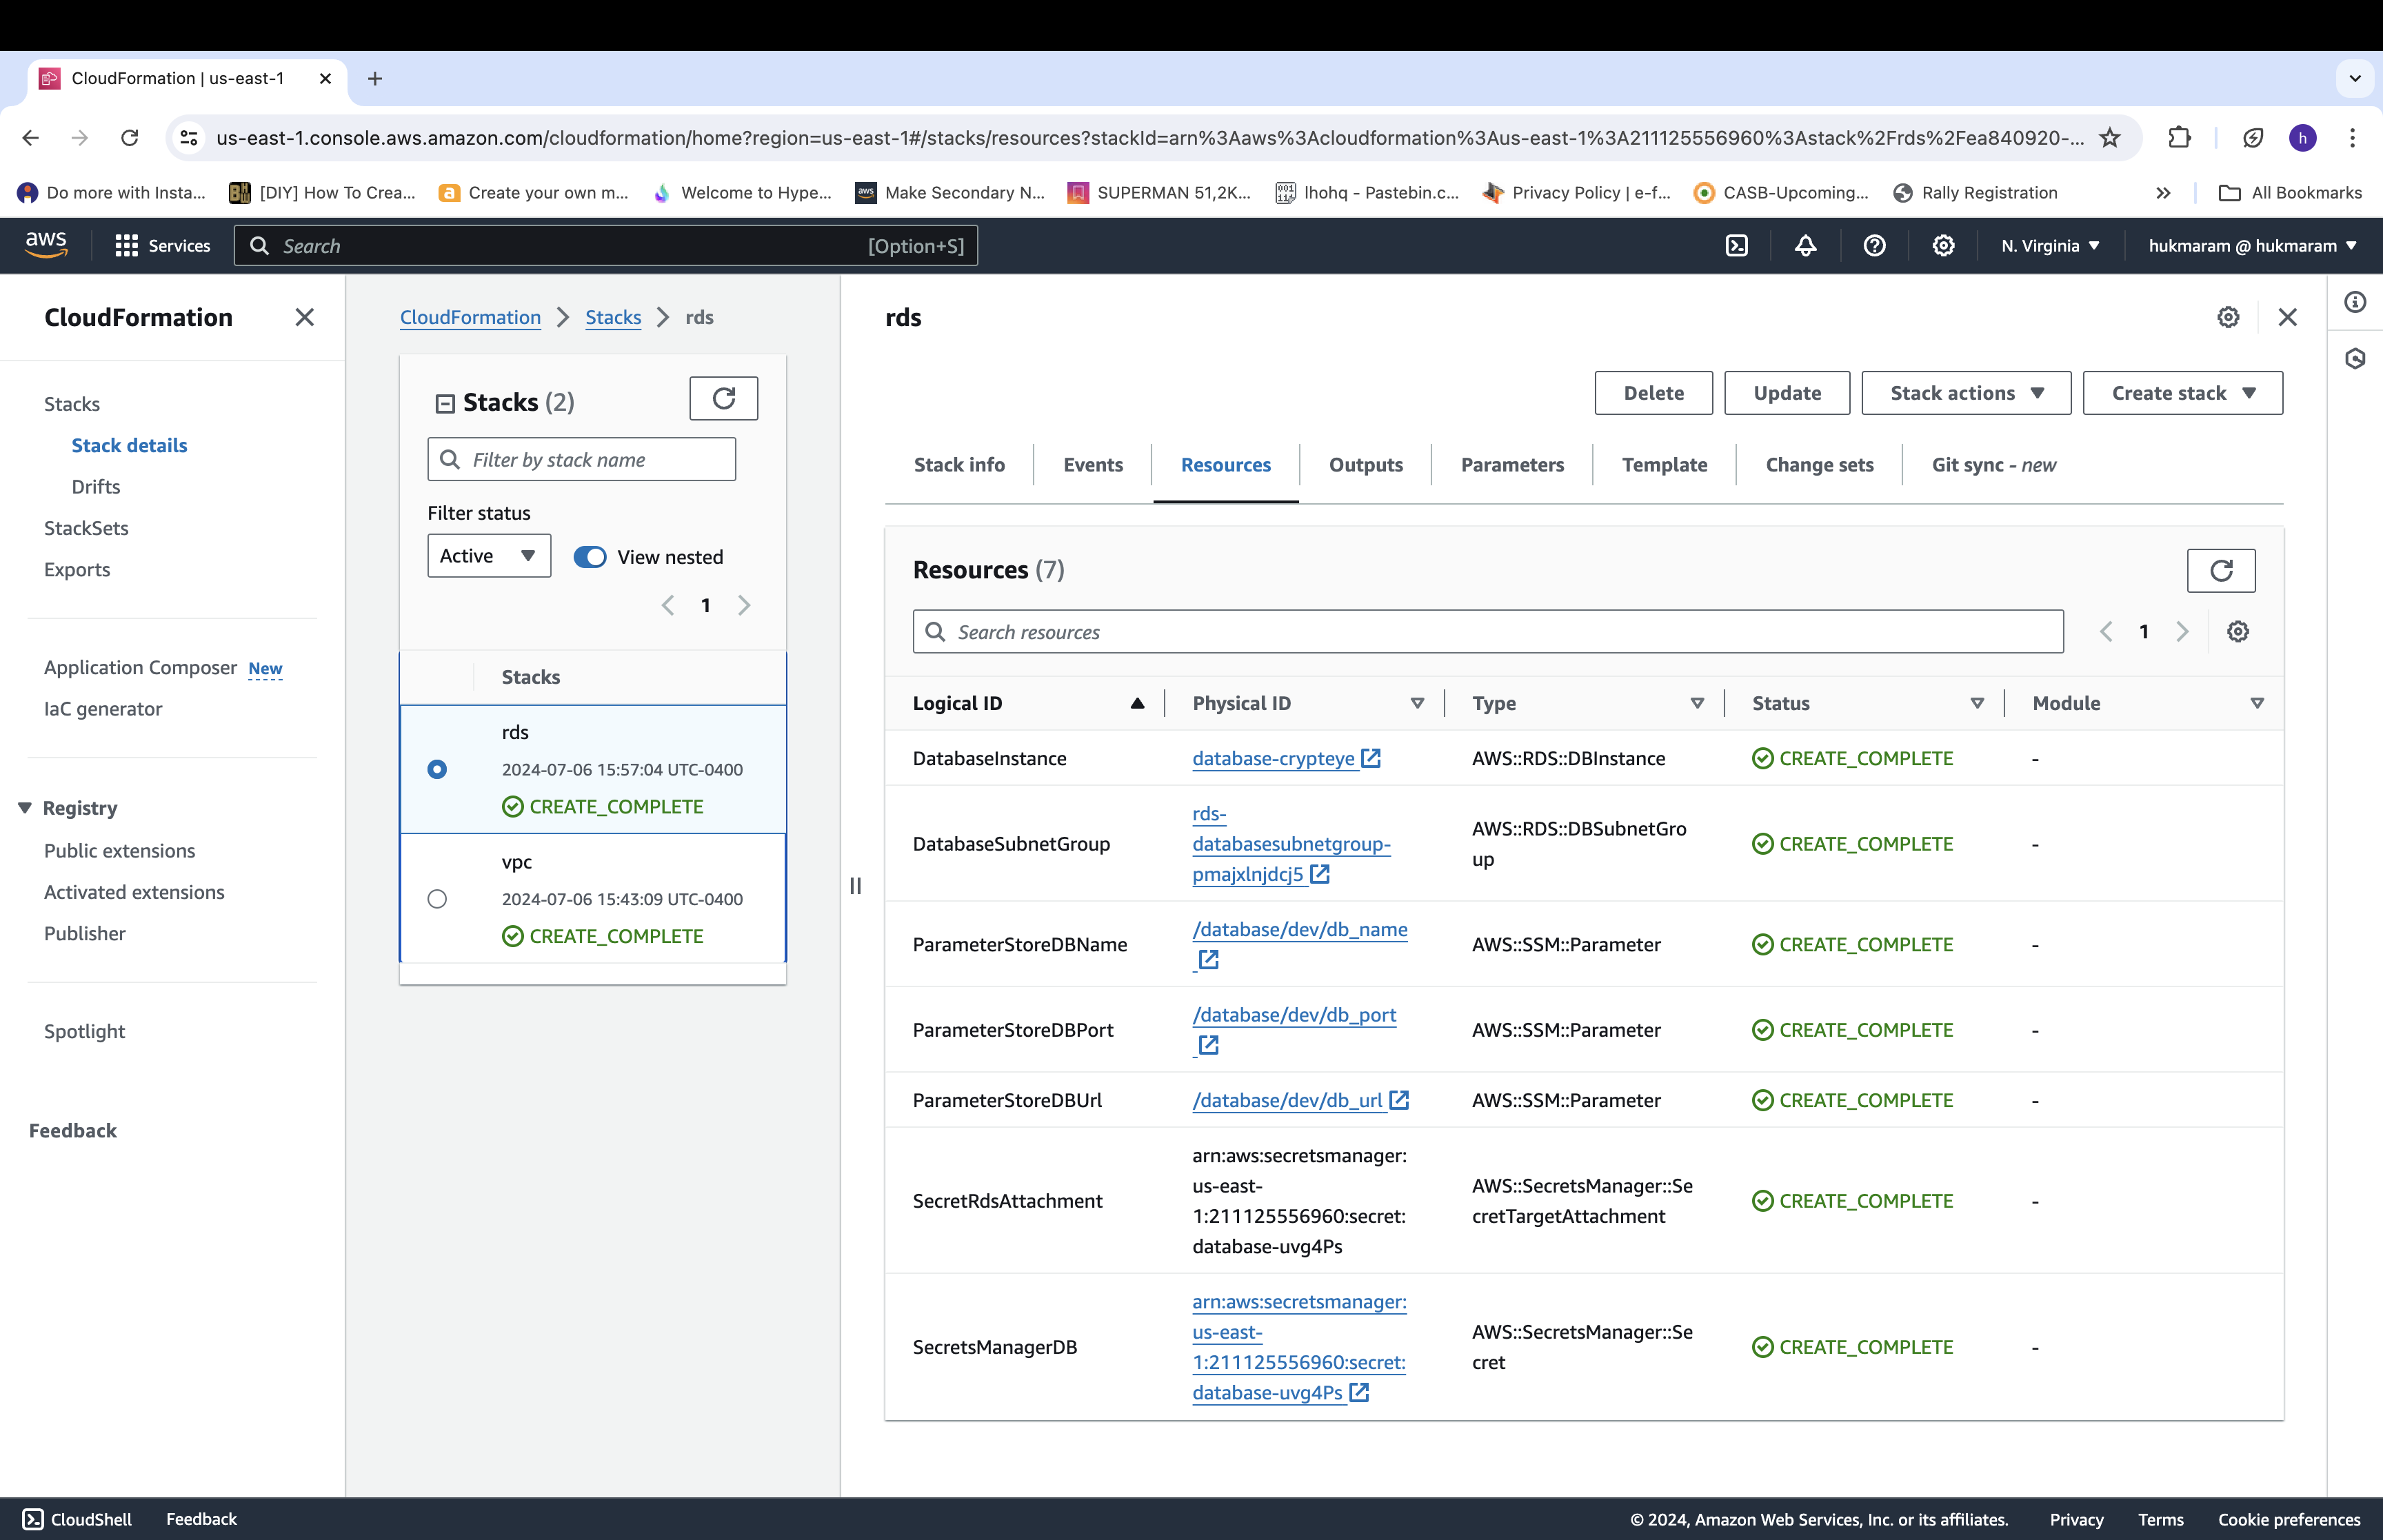 CloudFormation | us-east-1
us-east-1.console.aws.amazon.com/cloudformation/home?region=us-east-1#/stacks/resources?stackId=arn%3Aaws%3Acloudformation%3Aus-east-1%3A211125556960%3Astack%2Frds%2Fea840920-...
h
Do more with Insta...
[DIY] How To Crea...
Create your own m...
Welcome to Hype...
Make Secondary N...
SUPERMAN 51,2K...
lhohq - Pastebin.c...
Privacy Policy | e-f...
CASB-Upcoming...
Rally Registration
All Bookmarks
aws
Services
Search
[Option+S]
N. Virginia
hukmaram @ hukmaram
CloudFormation
Stacks
Stack details
Drifts
StackSets
Exports
Application Composer New
IaC generator
Registry
Public extensions
Activated extensions
Publisher
Spotlight
Feedback
CloudFormation > Stacks > rds
Stacks (2)
Filter by stack name
Filter status
Active
View nested
1
Stacks
rds
2024-07-06 15:57:04 UTC-0400
CREATE_COMPLETE
vpc
2024-07-06 15:43:09 UTC-0400
CREATE_COMPLETE
rds
Delete
Update
Stack actions
Create stack
Stack info
Events
Resources
Outputs
Parameters
Template
Change sets
Git sync - new
Resources (7)
Search resources
1
Logical ID
Physical ID
Type
Status
Module
DatabaseInstance
database-crypteye
AWS::RDS::DBInstance
CREATE_COMPLETE
-
DatabaseSubnetGroup
rds-
databasesubnetgroup-
pmajxlnjdcj5
AWS::RDS::DBSubnetGro
up
CREATE_COMPLETE
-
ParameterStoreDBName
/database/dev/db_name
AWS::SSM::Parameter
CREATE_COMPLETE
-
ParameterStoreDBPort
/database/dev/db_port
AWS::SSM::Parameter
CREATE_COMPLETE
-
ParameterStoreDBUrl
/database/dev/db_url
AWS::SSM::Parameter
CREATE_COMPLETE
-
SecretRdsAttachment
arn:aws:secretsmanager:
us-east-
1:211125556960:secret:
database-uvg4Ps
AWS::SecretsManager::Se
cretTargetAttachment
CREATE_COMPLETE
-
SecretsManagerDB
arn:aws:secretsmanager:
us-east-
1:211125556960:secret:
database-uvg4Ps
AWS::SecretsManager::Se
cret
CREATE_COMPLETE
-
CloudShell
Feedback
© 2024, Amazon Web Services, Inc. or its affiliates.
Privacy
Terms
Cookie preferences